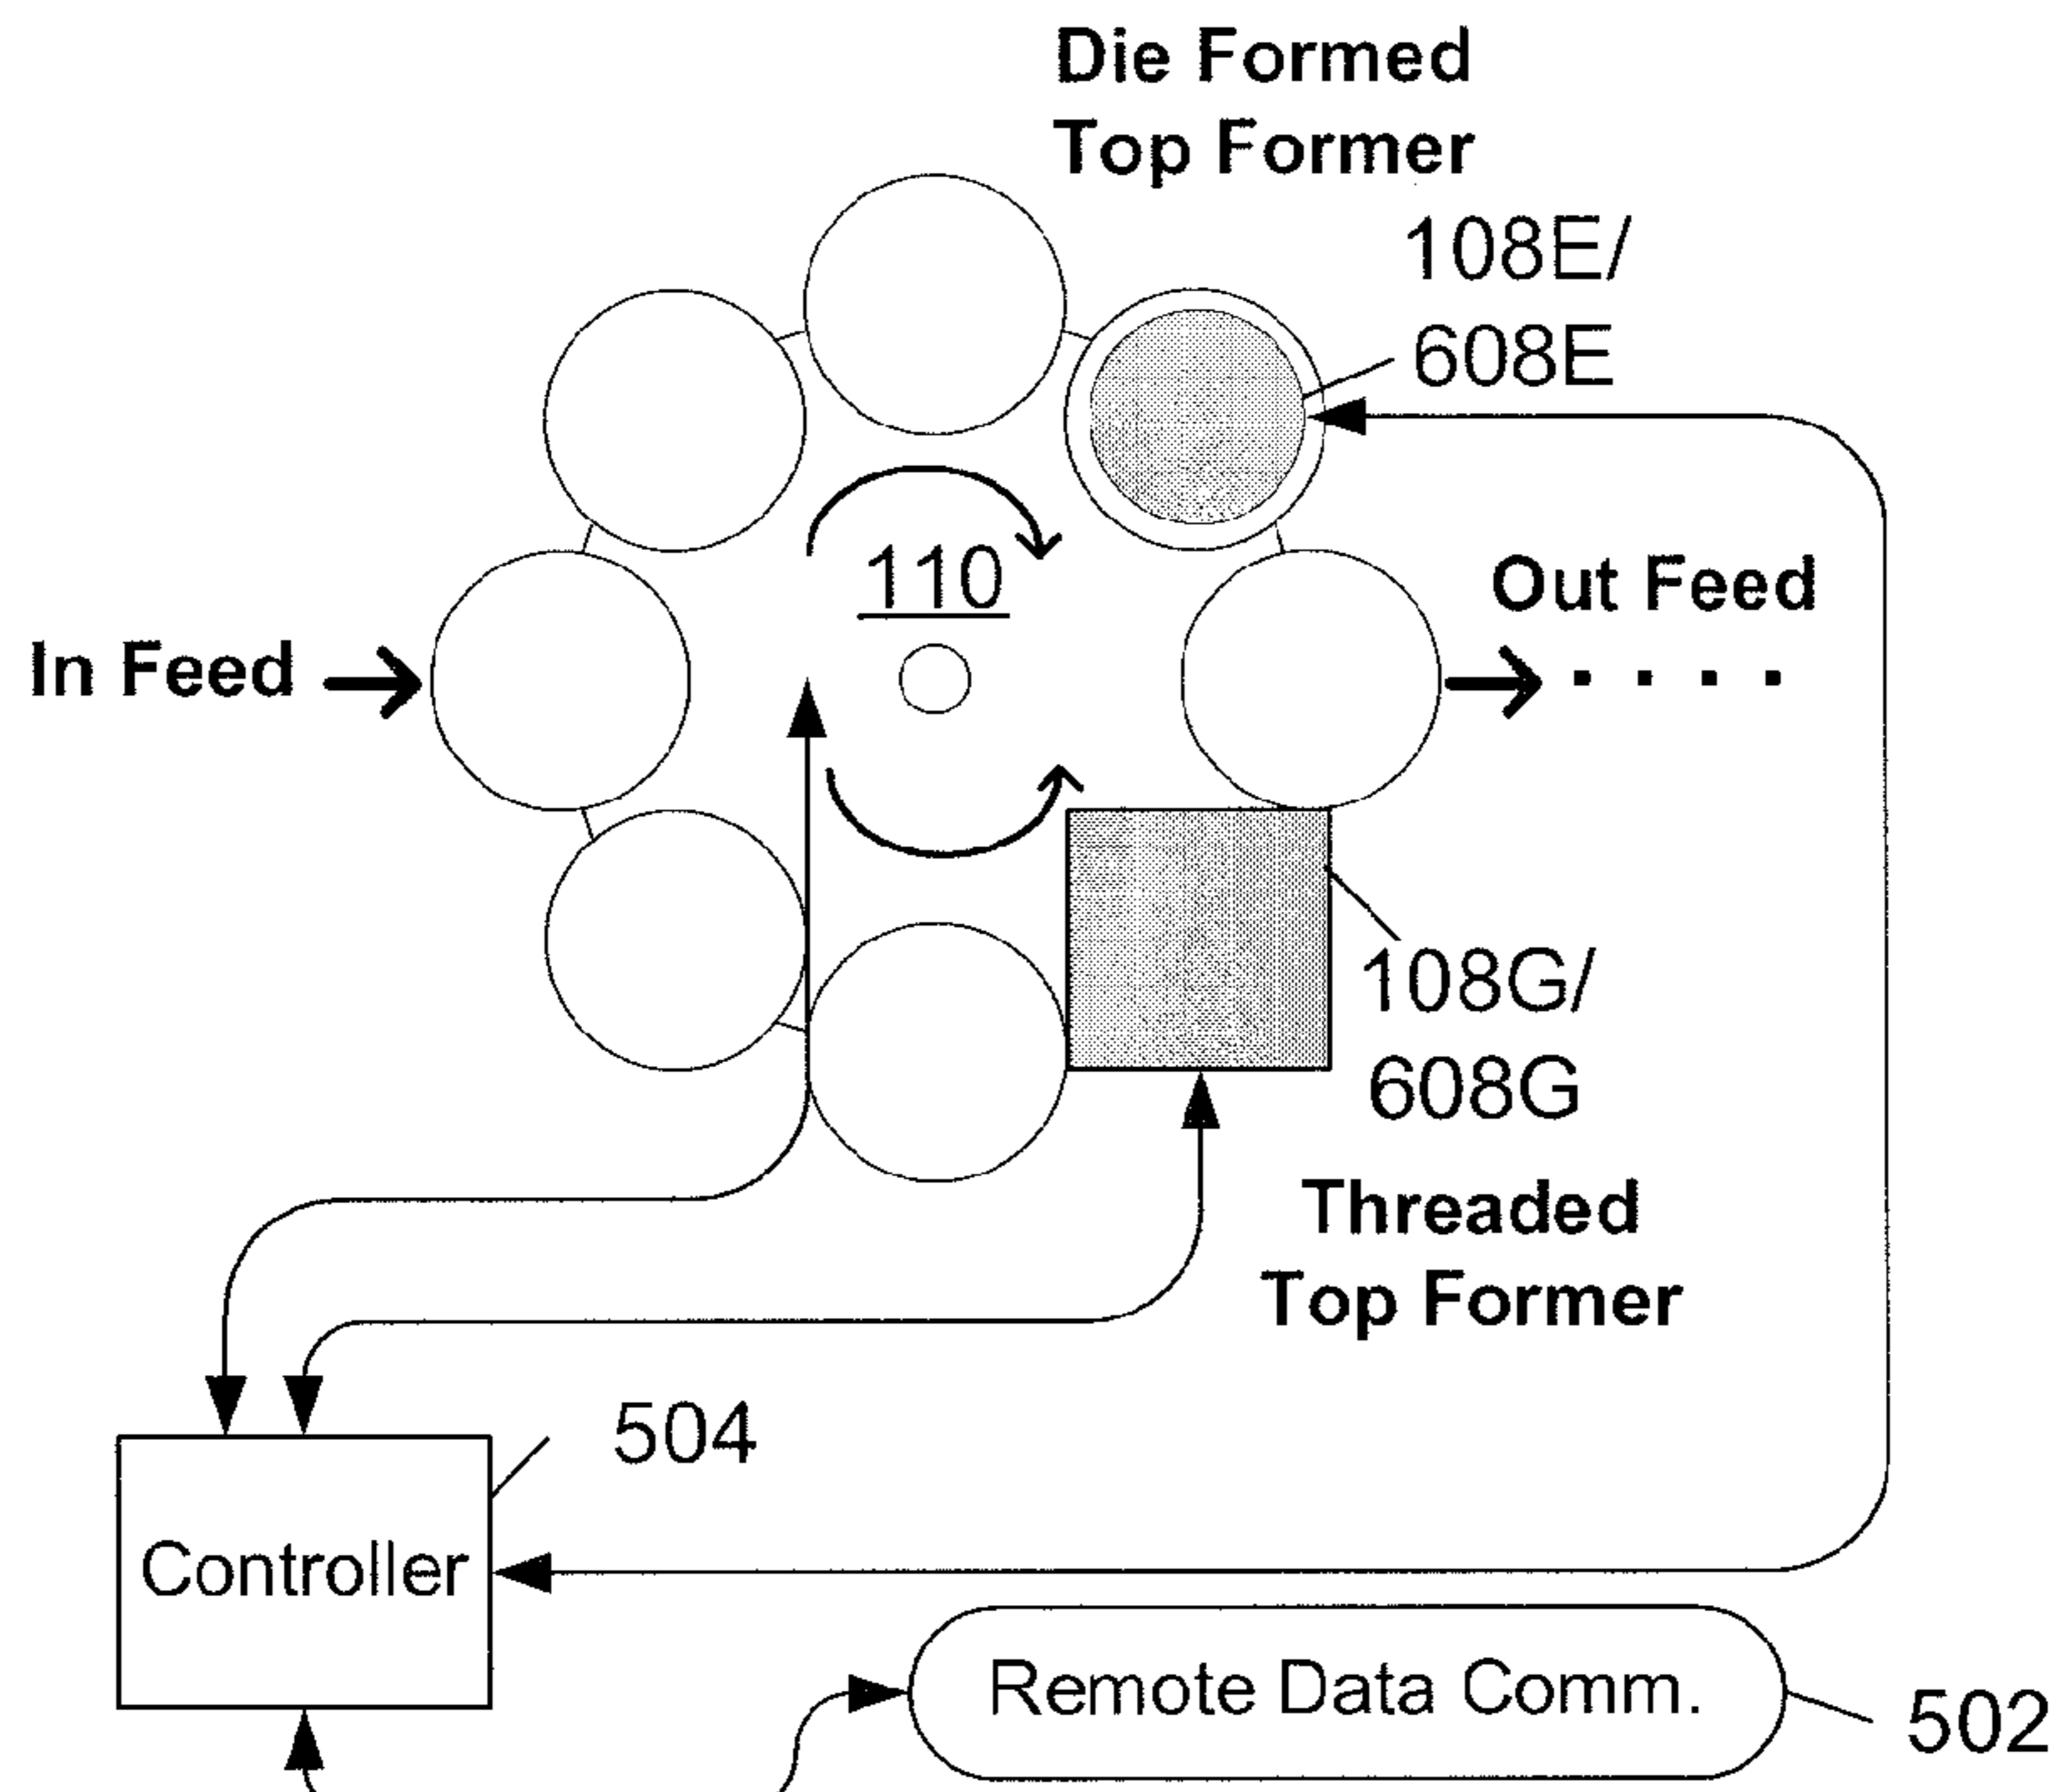 Die Formed
Top Former
108E/
608E
110
Out Feed
In Feed
108G/
608G
Threaded
Top Former
504
Controller
Remote Data Comm.
502